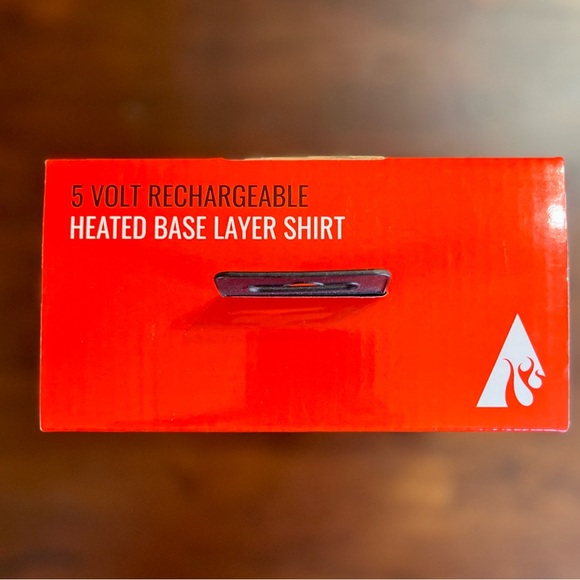 5 VOLT RECHARGEABLE
HEATED BASE LAYER SHIRT